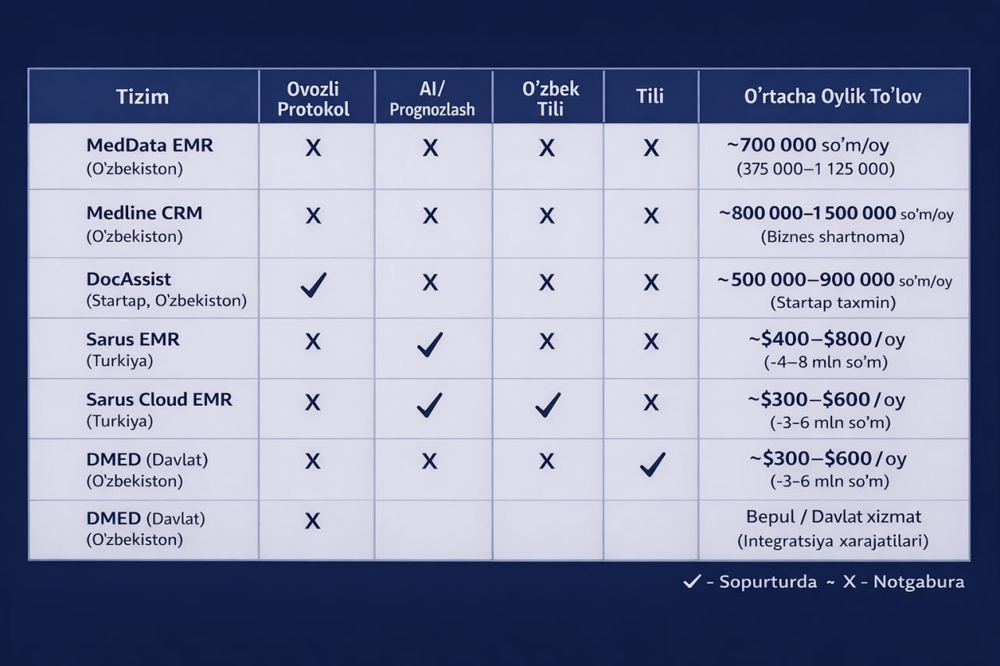 Tizim
Ovozli
Protokol
AI/
Prognozlash
O'zbek
Tili
Tili
O'rtacha Oylik To'lov
MedData EMR
(O'zbekiston)
X
X
X
X
~700 000 so'm/oy
(375 000–1 125 000)
Medline CRM
(O'zbekiston)
X
X
X
X
~800 000–1 500 000 so'm/oy
(Biznes shartnoma)
DocAssist
(Startap, O'zbekiston)
✓
X
X
X
~500 000–900 000 so'm/oy
(Startap taxmin)
Sarus EMR
(Turkiya)
X
✓
X
X
~$400–$800/oy
(-4–8 mln so'm)
Sarus Cloud EMR
(Turkiya)
X
✓
✓
X
~$300–$600/oy
(-3–6 mln so'm)
DMED (Davlat)
(O'zbekiston)
X
X
X
✓
~$300–$600/oy
(-3–6 mln so'm)
DMED (Davlat)
(O'zbekiston)
X
Bepul / Davlat xizmat
(Integratsiya xarajatilari)
✓ - Sopurturda ~ X - Notgabura